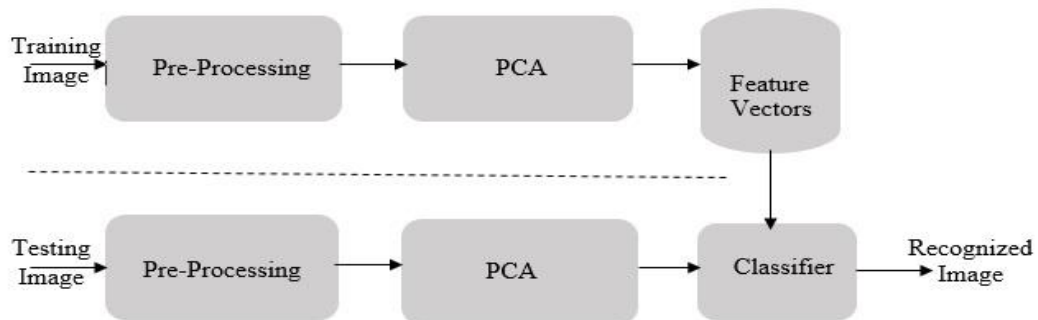 Training
Image
Pre-Processing
PCA
Feature
Vectors
Testing
Image
Pre-Processing
PCA
Classifier
Recognized
Image